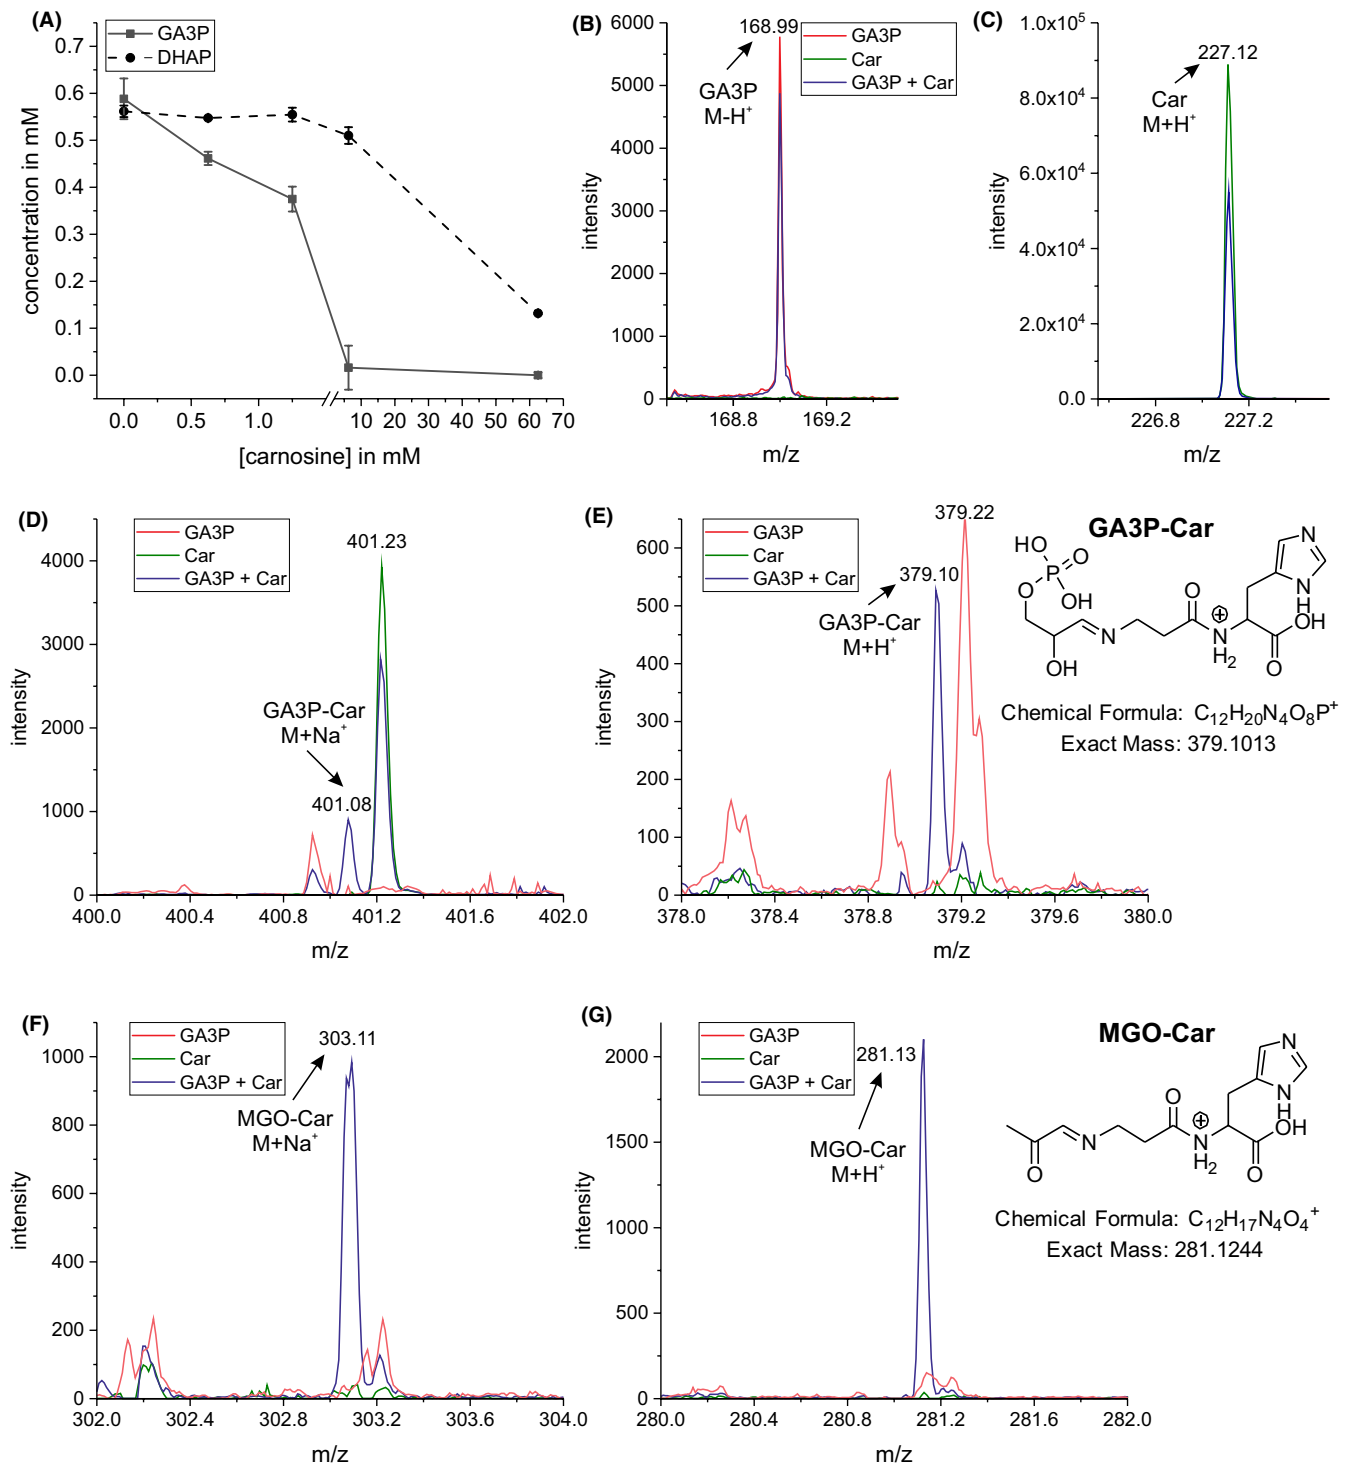 (A)
GA3P
DHAP
0.7
0.6
0.5
0.4
0.3
0.2
0.1
0.0
concentration in mM
0.0
0.5
1.0
10
20
30
40
50
60
70
[carnosine] in mM
(B)
6000
5000
4000
3000
2000
1000
0
intensity
168.99
GA3P
M-H⁺
GA3P
Car
GA3P + Car
168.8
169.2
m/z
(C)
1.0x10⁵
8.0x10⁴
6.0x10⁴
4.0x10⁴
2.0x10⁴
0.0
intensity
227.12
Car
M+H⁺
226.8
227.2
m/z
(D)
GA3P
Car
GA3P + Car
4000
3000
2000
1000
0
intensity
401.23
GA3P-Car
M+Na⁺
401.08
400.0
400.4
400.8
401.2
401.6
402.0
m/z
(E)
GA3P
Car
GA3P + Car
600
500
400
300
200
100
0
intensity
379.22
379.10
GA3P-Car
M+H⁺
378.0
378.4
378.8
379.2
379.6
380.0
m/z
GA3P-Car
HO
O
P
O
OH
OH
N
O
N
H₂
N
N
H
OH
O
Chemical Formula: C₁₂H₂₀N₄O₈P⁺
Exact Mass: 379.1013
(F)
GA3P
Car
GA3P + Car
1000
800
600
400
200
0
intensity
303.11
MGO-Car
M+Na⁺
302.0
302.4
302.8
303.2
303.6
304.0
m/z
(G)
GA3P
Car
GA3P + Car
2000
1500
1000
500
0
intensity
281.13
MGO-Car
M+H⁺
280.0
280.4
280.8
281.2
281.6
282.0
m/z
MGO-Car
O
N
O
N
H₂
N
N
H
OH
O
Chemical Formula: C₁₂H₁₇N₄O₄⁺
Exact Mass: 281.1244